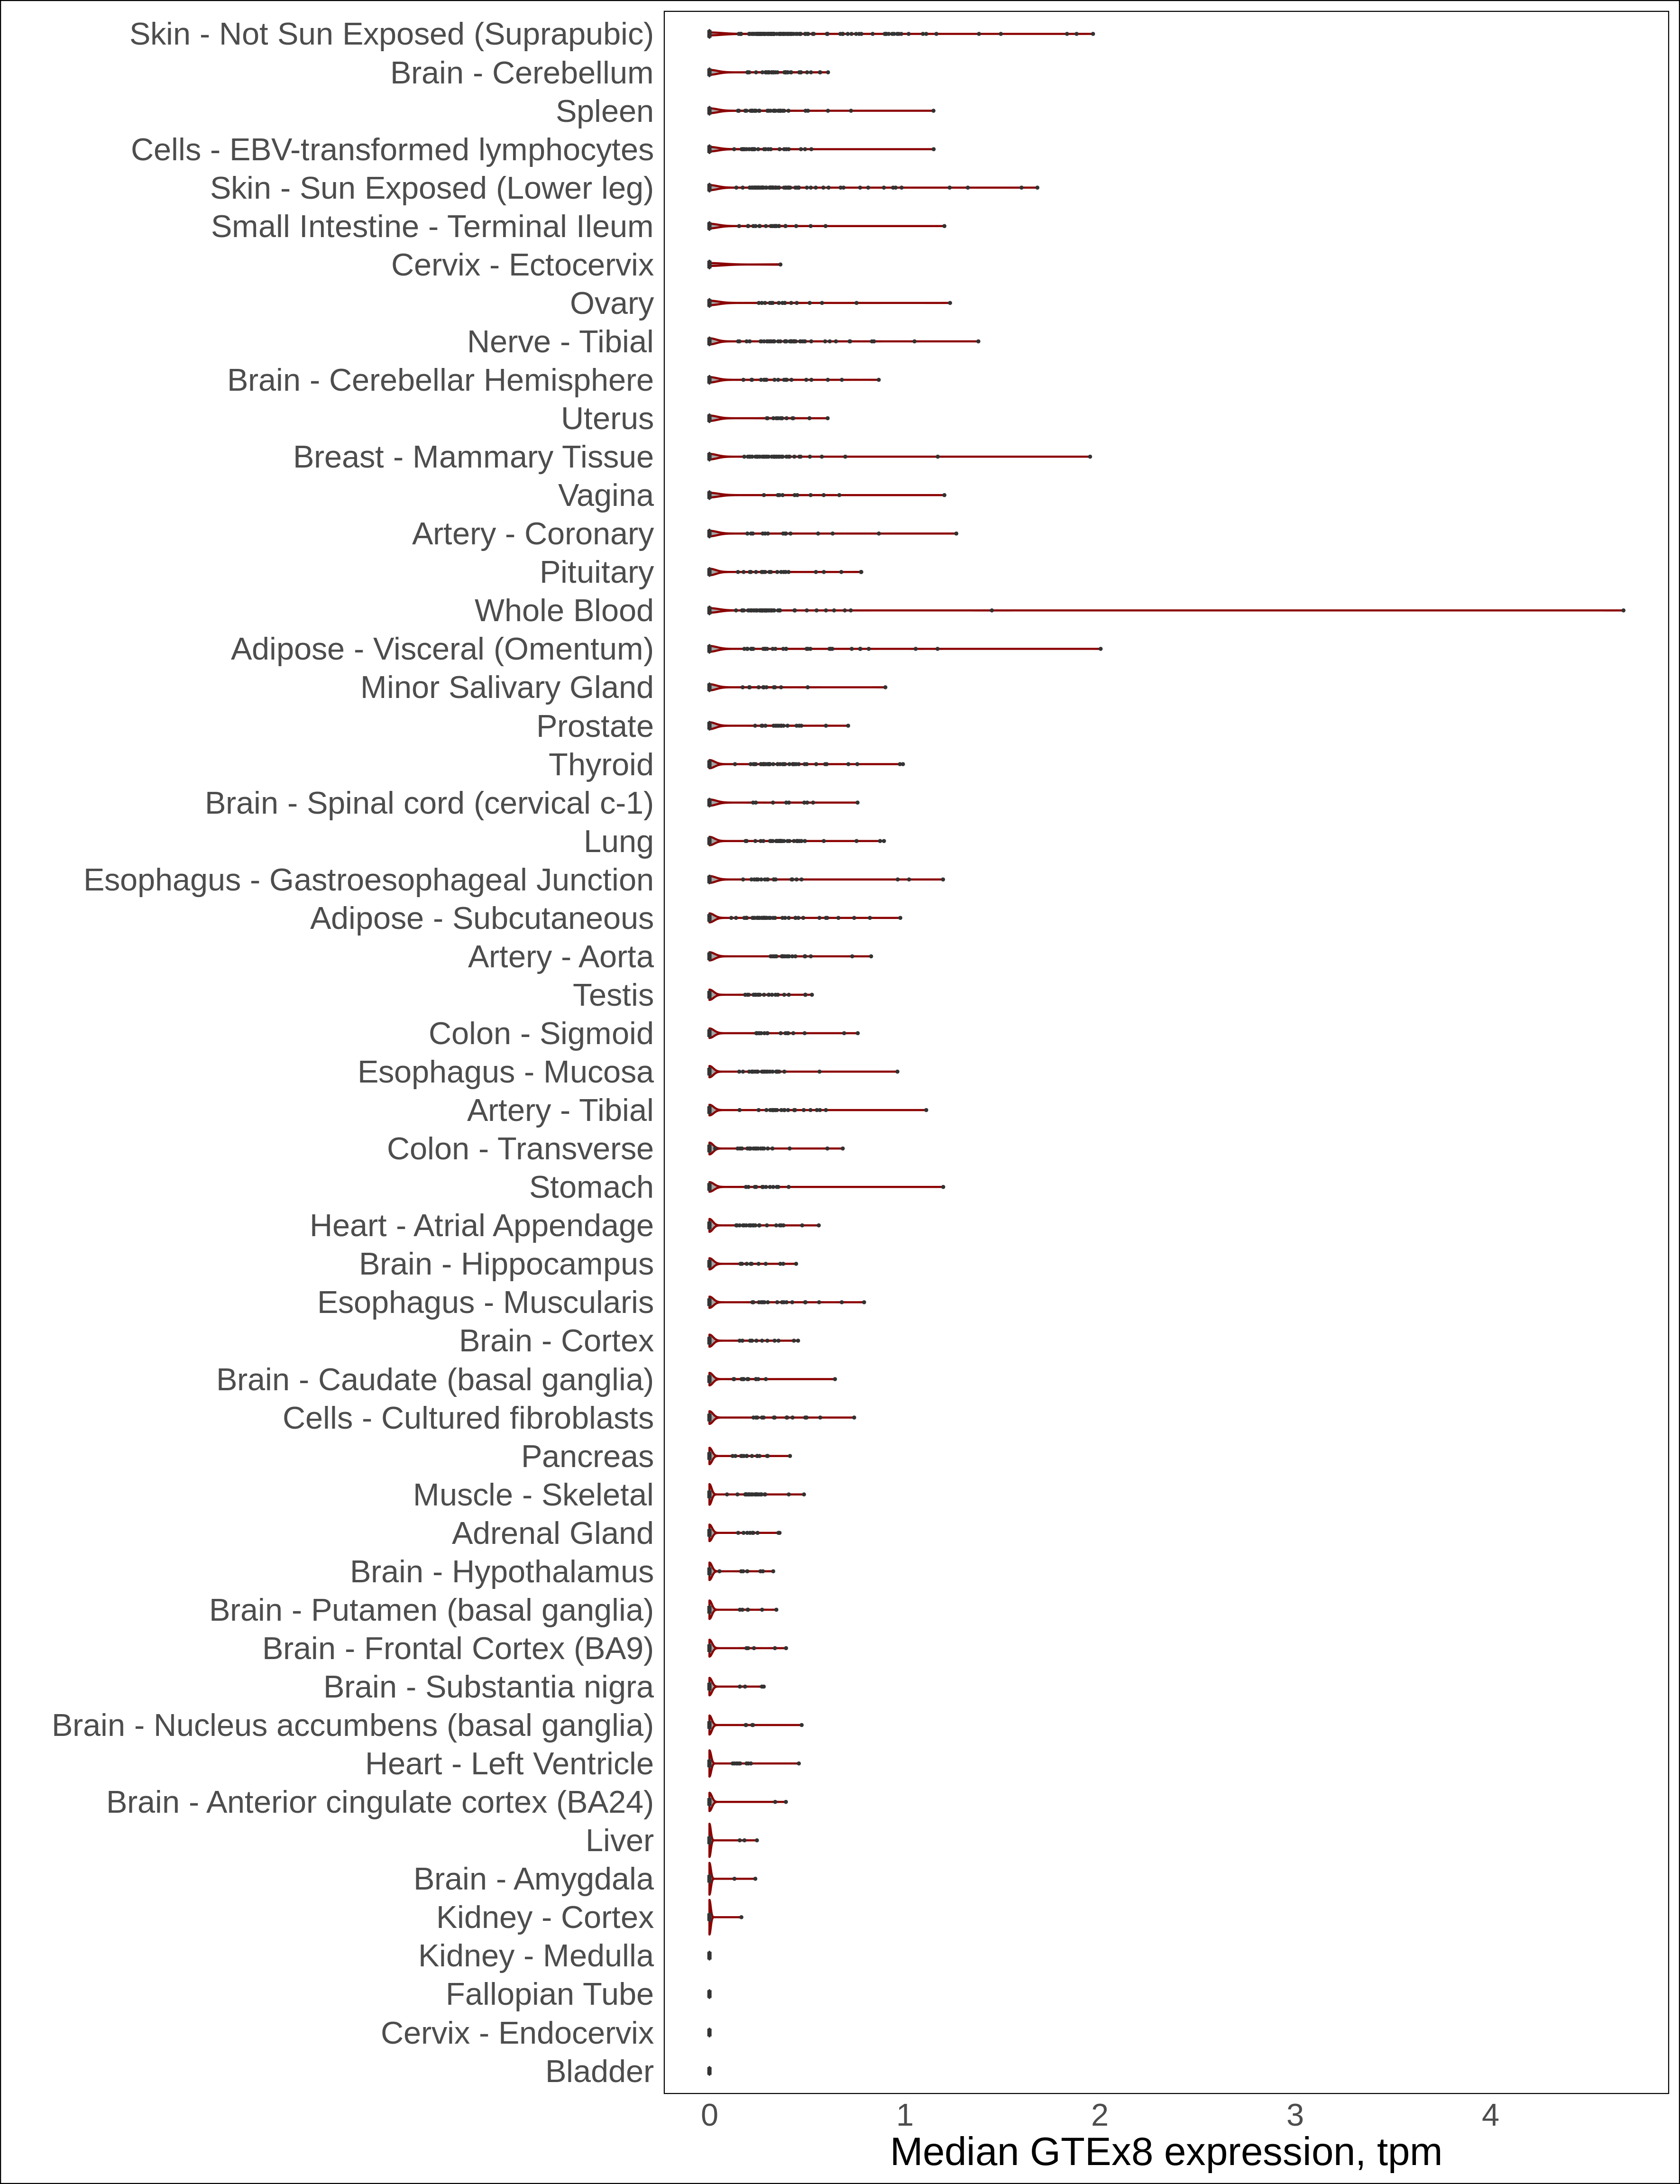 Skin - Not Sun Exposed (Suprapubic)
Brain - Cerebellum
Spleen
Cells - EBV-transformed lymphocytes
Skin - Sun Exposed (Lower leg)
Small Intestine - Terminal Ileum
Cervix - Ectocervix
Ovary
Nerve - Tibial
Brain - Cerebellar Hemisphere
Uterus
Breast - Mammary Tissue
Vagina
Artery - Coronary
Pituitary
Whole Blood
Adipose - Visceral (Omentum)
Minor Salivary Gland
Prostate
Thyroid
Brain - Spinal cord (cervical c-1)
Lung
Esophagus - Gastroesophageal Junction
Adipose - Subcutaneous
Artery - Aorta
Testis
Colon - Sigmoid
Esophagus - Mucosa
Artery - Tibial
Colon - Transverse
Stomach
Heart - Atrial Appendage
Brain - Hippocampus
Esophagus - Muscularis
Brain - Cortex
Brain - Caudate (basal ganglia)
Cells - Cultured fibroblasts
Pancreas
Muscle - Skeletal
Adrenal Gland
Brain - Hypothalamus
Brain - Putamen (basal ganglia)
Brain - Frontal Cortex (BA9)
Brain - Substantia nigra
Brain - Nucleus accumbens (basal ganglia)
Heart - Left Ventricle
Brain - Anterior cingulate cortex (BA24)
Liver
Brain - Amygdala
Kidney - Cortex
Kidney - Medulla
Fallopian Tube
Cervix - Endocervix
Bladder
0 1 2 3 4
Median GTEx8 expression, tpm